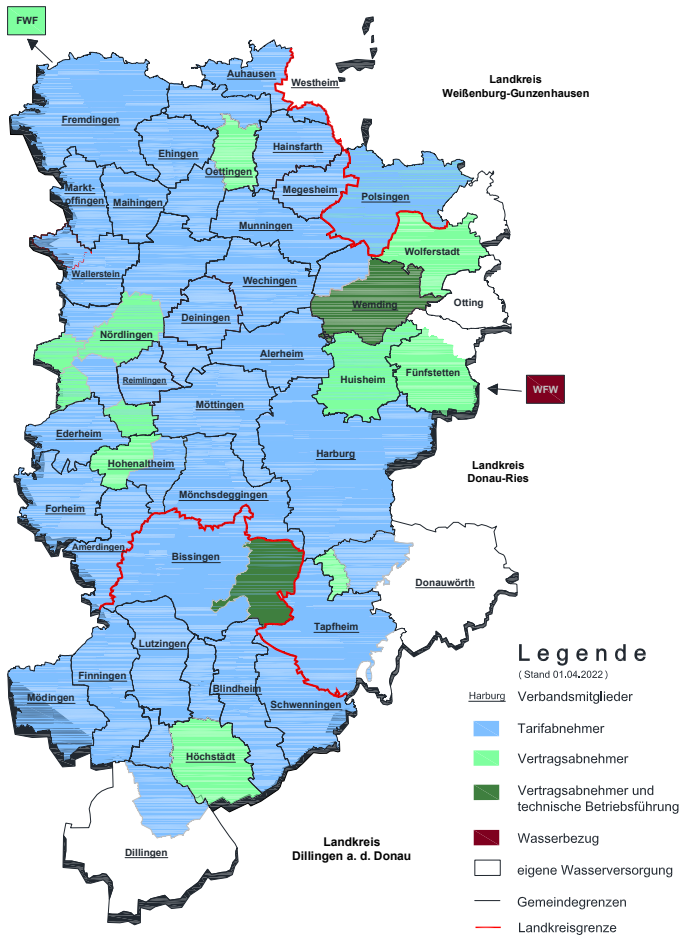 FWF
Auhausen
Westheim
Landkreis
Weißenburg-Gunzenhausen
Fremdingen
Ehingen
Hainsfarth
Oettingen
Markt-
offingen
Maihingen
Megesheim
Polsingen
Munningen
Wolferstadt
Wallerstein
Wechingen
Wemding
Otting
Deiningen
Nördlingen
Alerheim
Reimlingen
Huisheim
Fünfstetten
WFW
Möttingen
Ederheim
Hohenaltheim
Harburg
Landkreis
Donau-Ries
Mönchsdeggingen
Forheim
Amerdingen
Bissingen
Donauwörth
Tapfheim
Lutzingen
Finningen
Mödingen
Blindheim
Schwenningen
Höchstädt
Dillingen
Landkreis
Dillingen a. d. Donau
Legende
( Stand 01.04.2022 )
Harburg Verbandsmitglieder
Tarifabnehmer
Vertragsabnehmer
Vertragsabnehmer und
technische Betriebsführung
Wasserbezug
eigene Wasserversorgung
Gemeindegrenzen
Landkreisgrenze